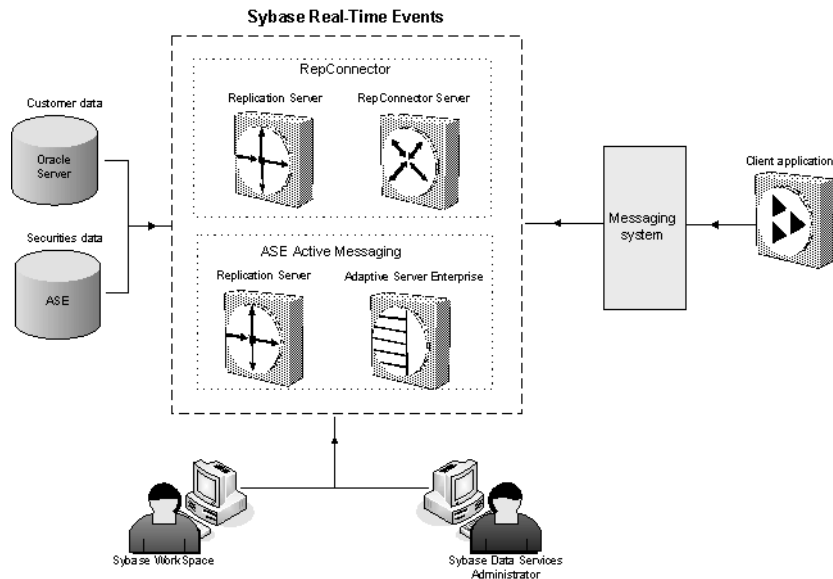 Sybase Real-Time Events
RepConnector
Replication Server
RepConnector Server
Customer data
Oracle
Server
Securities data
ASE
ASE Active Messaging
Replication Server
Adaptive Server Enterprise
Messaging
system
Client application
Sybase WorkSpace
Sybase Data Services
Administrator